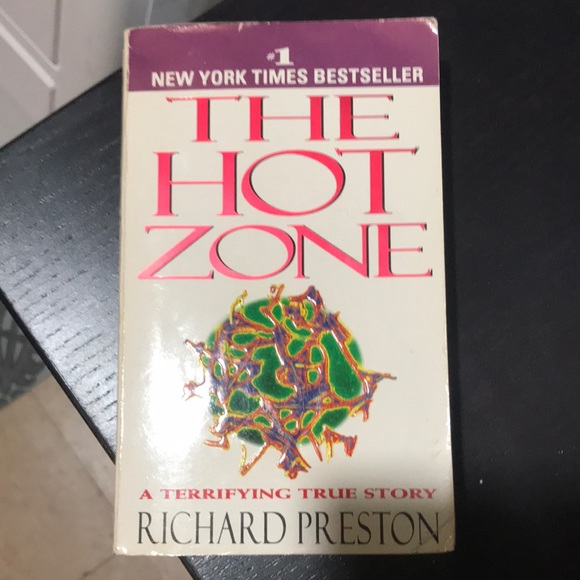 #1
NEW YORK TIMES BESTSELLER
THE
HOT
ZONE
A TERRIFYING TRUE STORY
RICHARD PRESTON